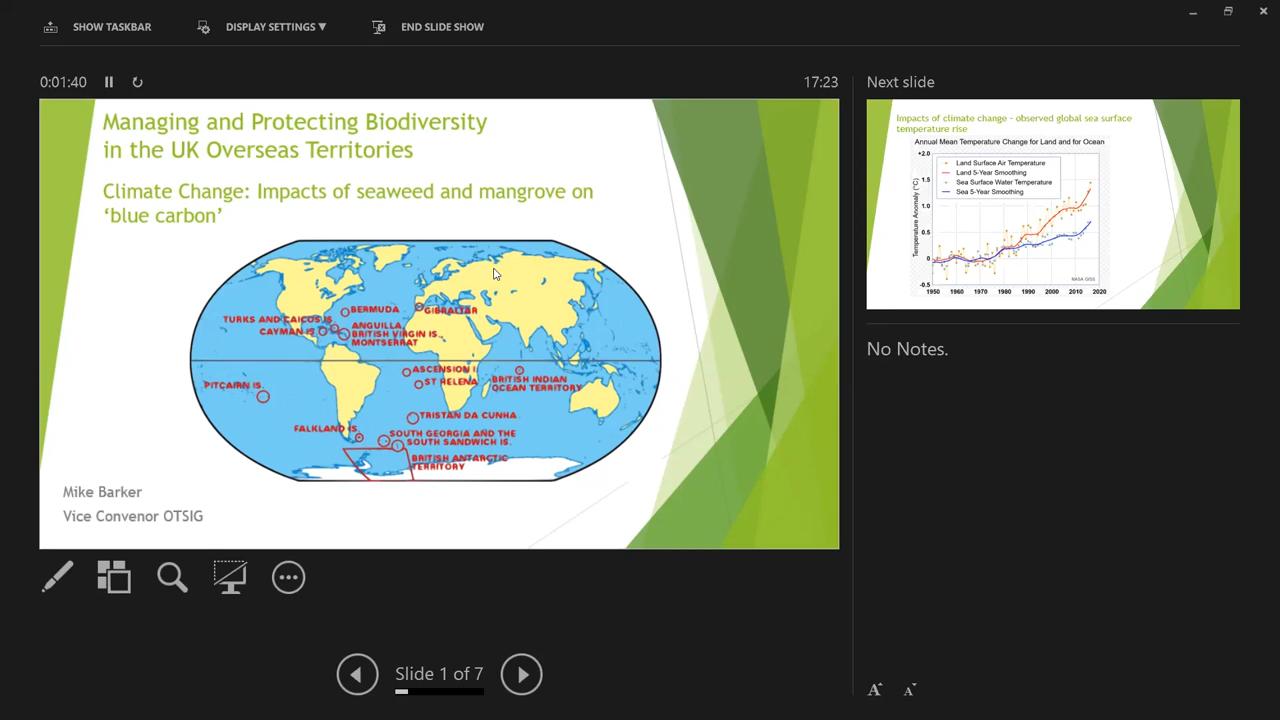 SHOW TASKBAR DISPLAY SETTINGS ▼ END SLIDE SHOW
0:01:40 17:23
Managing and Protecting Biodiversity
in the UK Overseas Territories
Climate Change: Impacts of seaweed and mangrove on
‘blue carbon’
BERMUDA
GIBRALTAR
TURKS AND CAICOS IS.
CAYMAN IS.
ANGUILLA,
BRITISH VIRGIN IS.,
MONTSERRAT
ASCENSION I.
ST HELENA
BRITISH INDIAN
OCEAN TERRITORY
PITCAIRN IS.
TRISTAN DA CUNHA
FALKLAND IS.
SOUTH GEORGIA AND THE
SOUTH SANDWICH IS.
BRITISH ANTARCTIC
TERRITORY
Mike Barker
Vice Convenor OTSIG
Slide 1 of 7
Next slide
Impacts of climate change - observed global sea surface
temperature rise
Annual Mean Temperature Change for Land and for Ocean
Temperature Anomaly (°C)
+2.0
1.5
1.0
0.5
0
-0.5
Land Surface Air Temperature
Land 5-Year Smoothing
Sea Surface Water Temperature
Sea 5-Year Smoothing
NASA GISS
1950 1960 1970 1980 1990 2000 2010 2020
No Notes.
A A